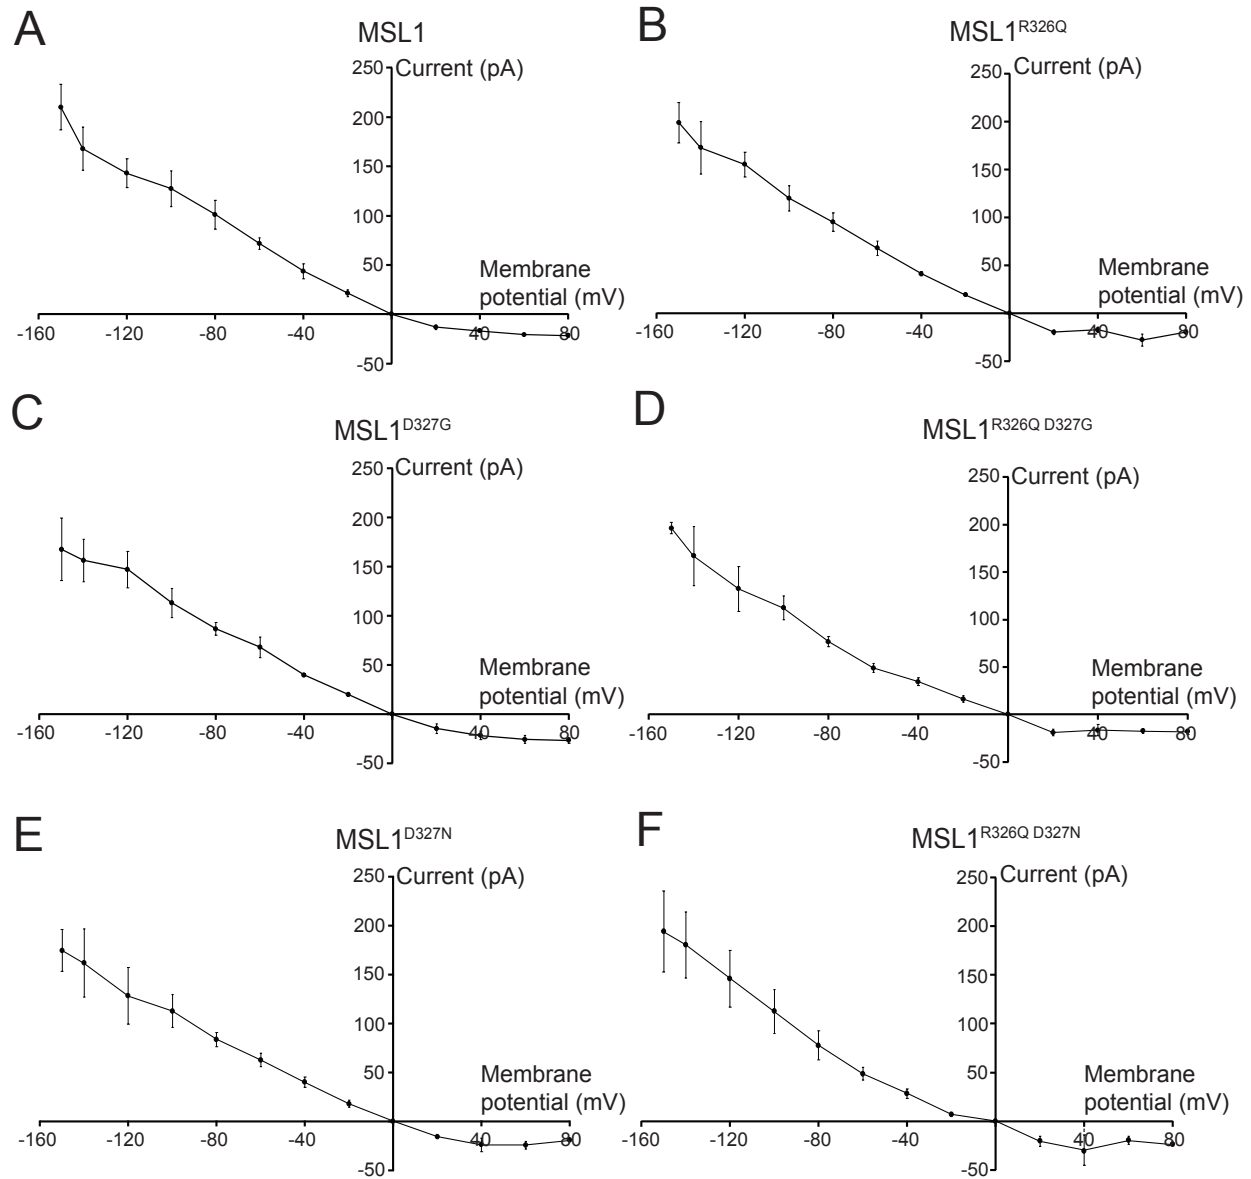 A
MSL1
250 Current (pA)
200
150
100
50
Membrane
potential (mV)
-160 -120 -80 -40 40 80
-50
B
MSL1R326Q
250 Current (pA)
200
150
100
50
Membrane
potential (mV)
-160 -120 -80 -40 40 80
-50
C
MSL1D327G
250 Current (pA)
200
150
100
50
Membrane
potential (mV)
-160 -120 -80 -40 40 80
-50
D
MSL1R326Q D327G
250 Current (pA)
200
150
100
50
Membrane
potential (mV)
-160 -120 -80 -40 40 80
-50
E
MSL1D327N
250 Current (pA)
200
150
100
50
Membrane
potential (mV)
-160 -120 -80 -40 40 80
-50
F
MSL1R326Q D327N
250 Current (pA)
200
150
100
50
Membrane
potential (mV)
-160 -120 -80 -40 40 80
-50